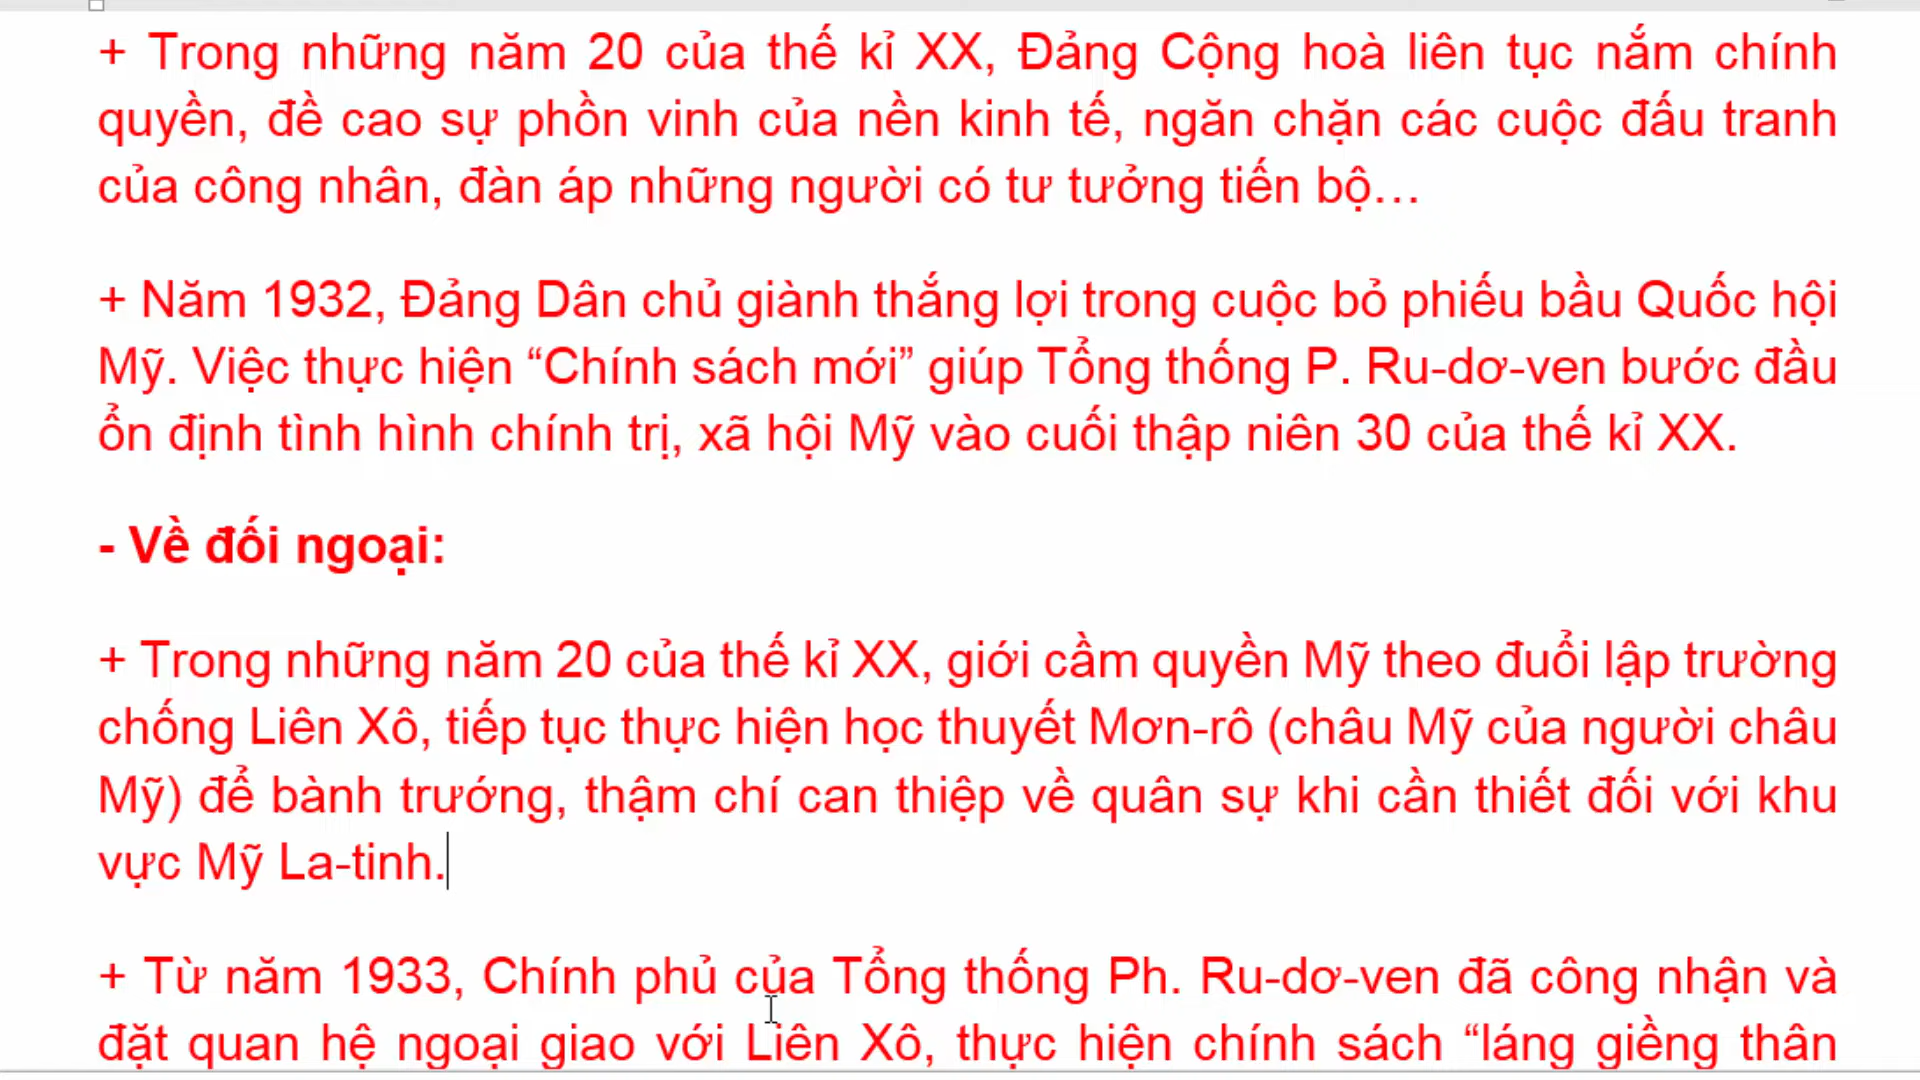 + Trong những năm 20 của thế kỉ XX, Đảng Cộng hoà liên tục nắm chính
quyền, đề cao sự phồn vinh của nền kinh tế, ngăn chặn các cuộc đấu tranh
của công nhân, đàn áp những người có tư tưởng tiến bộ…
+ Năm 1932, Đảng Dân chủ giành thắng lợi trong cuộc bỏ phiếu bầu Quốc hội
Mỹ. Việc thực hiện “Chính sách mới” giúp Tổng thống P. Ru-dơ-ven bước đầu
ổn định tình hình chính trị, xã hội Mỹ vào cuối thập niên 30 của thế kỉ XX.
- Về đối ngoại:
+ Trong những năm 20 của thế kỉ XX, giới cầm quyền Mỹ theo đuổi lập trường
chống Liên Xô, tiếp tục thực hiện học thuyết Mơn-rô (châu Mỹ của người châu
Mỹ) để bành trướng, thậm chí can thiệp về quân sự khi cần thiết đối với khu
vực Mỹ La-tinh.
+ Từ năm 1933, Chính phủ của Tổng thống Ph. Ru-dơ-ven đã công nhận và
đặt quan hệ ngoại giao với Liên Xô, thực hiện chính sách “láng giềng thân